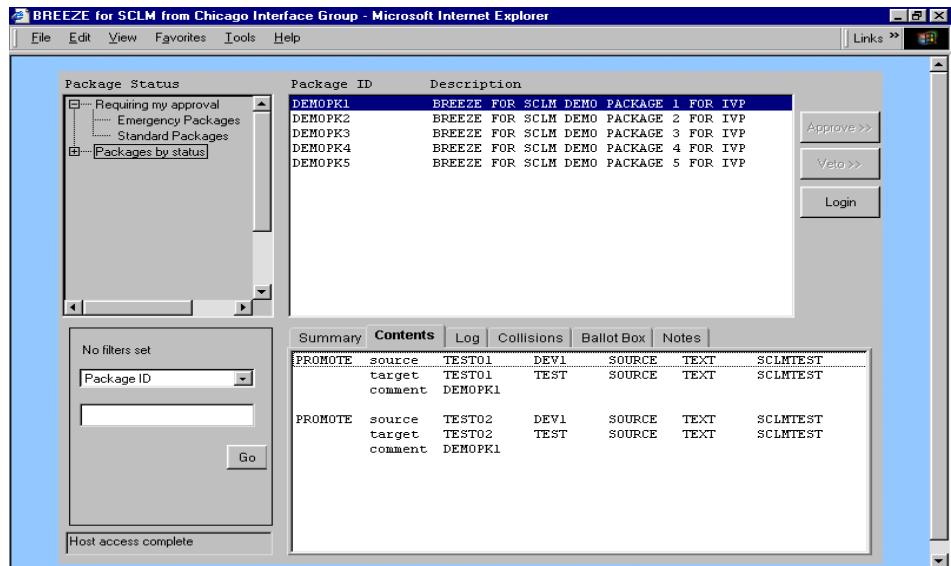 BREEZE for SCLM from Chicago Interface Group - Microsoft Internet Explorer
File Edit View Favorites Tools Help Links »
Package Status
Requiring my approval
Emergency Packages
Standard Packages
Packages by status
Package ID Description
DEMOPK1 BREEZE FOR SCLM DEMO PACKAGE 1 FOR IVP
DEMOPK2 BREEZE FOR SCLM DEMO PACKAGE 2 FOR IVP
DEMOPK3 BREEZE FOR SCLM DEMO PACKAGE 3 FOR IVP
DEMOPK4 BREEZE FOR SCLM DEMO PACKAGE 4 FOR IVP
DEMOPK5 BREEZE FOR SCLM DEMO PACKAGE 5 FOR IVP
Approve >>
Veto >>
Login
No filters set
Package ID
Go
Host access complete
Summary Contents Log Collisions Ballot Box Notes
PROMOTE source TEST01 DEV1 SOURCE TEXT SCLMTEST
target TEST01 TEST SOURCE TEXT SCLMTEST
comment DEMOPK1
PROMOTE source TEST02 DEV1 SOURCE TEXT SCLMTEST
target TEST02 TEST SOURCE TEXT SCLMTEST
comment DEMOPK1